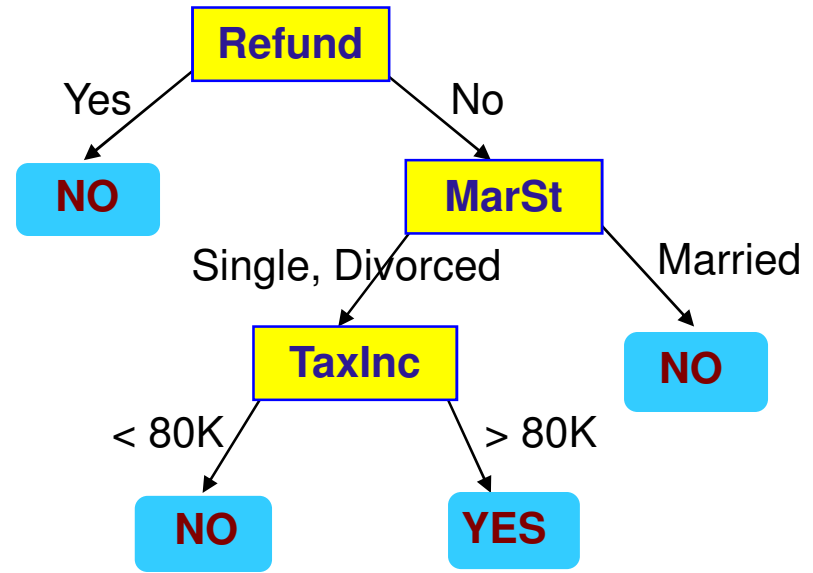 Refund
Yes
No
NO
MarSt
Single, Divorced
Married
TaxInc
NO
< 80K
> 80K
NO
YES